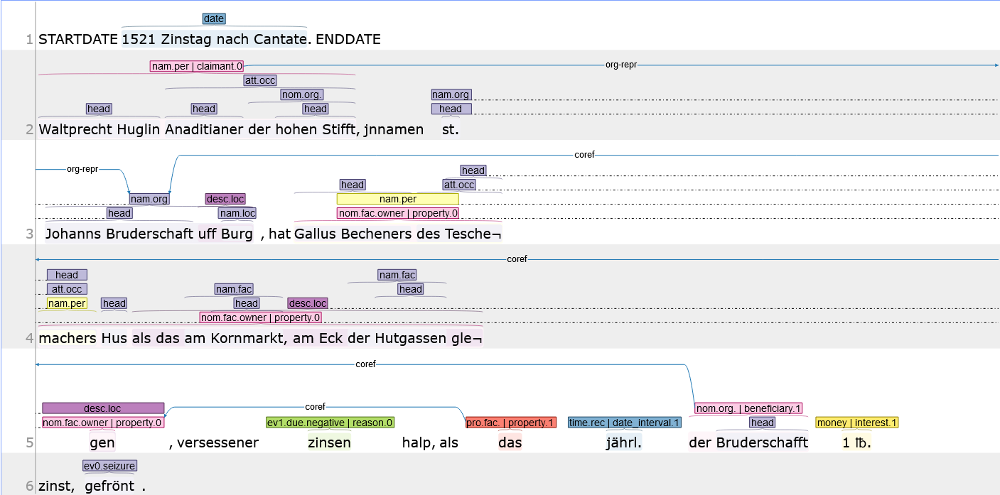 date
1 STARTDATE 1521 Zinstag nach Cantate. ENDDATE
nam.per | claimant.0 org-repr
att.occ
nom.org. nam.org
head head head head
2 Waltprecht Huglin Anaditianer der hohen Stifft, jnnamen st.
coref
org-repr head
head att.occ
nam.org desc.loc nam.per
head nam.loc nom.fac.owner | property.0
3 Johanns Bruderschaft uff Burg , hat Gallus Becheners des Tesche¬
coref
head nam.fac
att.occ nam.fac head
nam.per head head desc.loc
nom.fac.owner | property.0
4 machers Hus als das am Kornmarkt, am Eck der Hutgassen gle¬
coref
desc.loc coref nom.org. | beneficiary.1
nom.fac.owner | property.0 ev1.due.negative | reason.0 pro.fac. | property.1 time.rec | date_interval.1 head money | interest.1
5 gen , versessener zinsen halp, als das jährl. der Bruderschafft 1 ℔.
ev0.seizure
6 zinst, gefrönt .